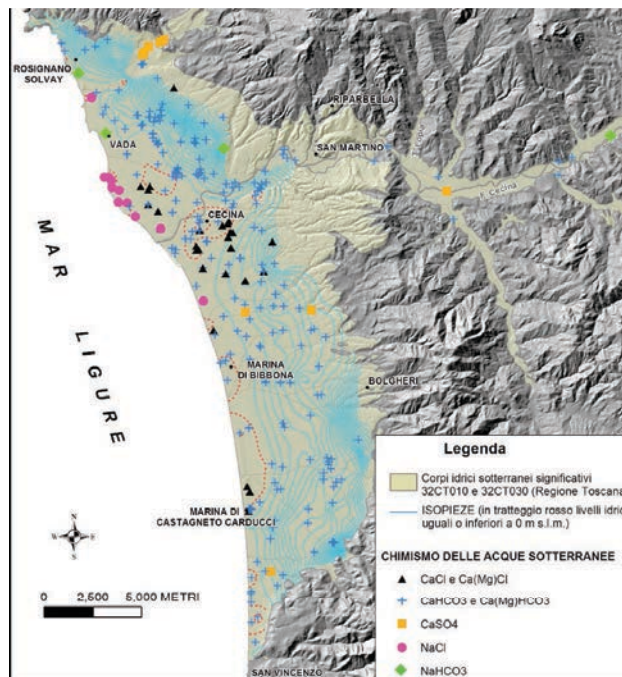 ROSIGNANO
SOLVAY
RIPARBELLA
VADA
SAN MARTINO
F. Cecina
CECINA
MAR
LIGURE
MARINA
DI BIBBONA
BOLGHERI
MARINA DI
CASTAGNETO CARDUCCI
N
W
E
S
0 2,500 5,000 METRI
SAN VINCENZO
Legenda
Corpi idrici sotterranei significativi
32CT010 e 32CT030 (Regione Toscana
ISOPIEZE (in tratteggio rosso livelli idric
uguali o inferiori a 0 m s.l.m.)
CHIMISMO DELLE ACQUE SOTTERRANEE
CaCl e Ca(Mg)Cl
CaHCO3 e Ca(Mg)HCO3
CaSO4
NaCl
NaHCO3